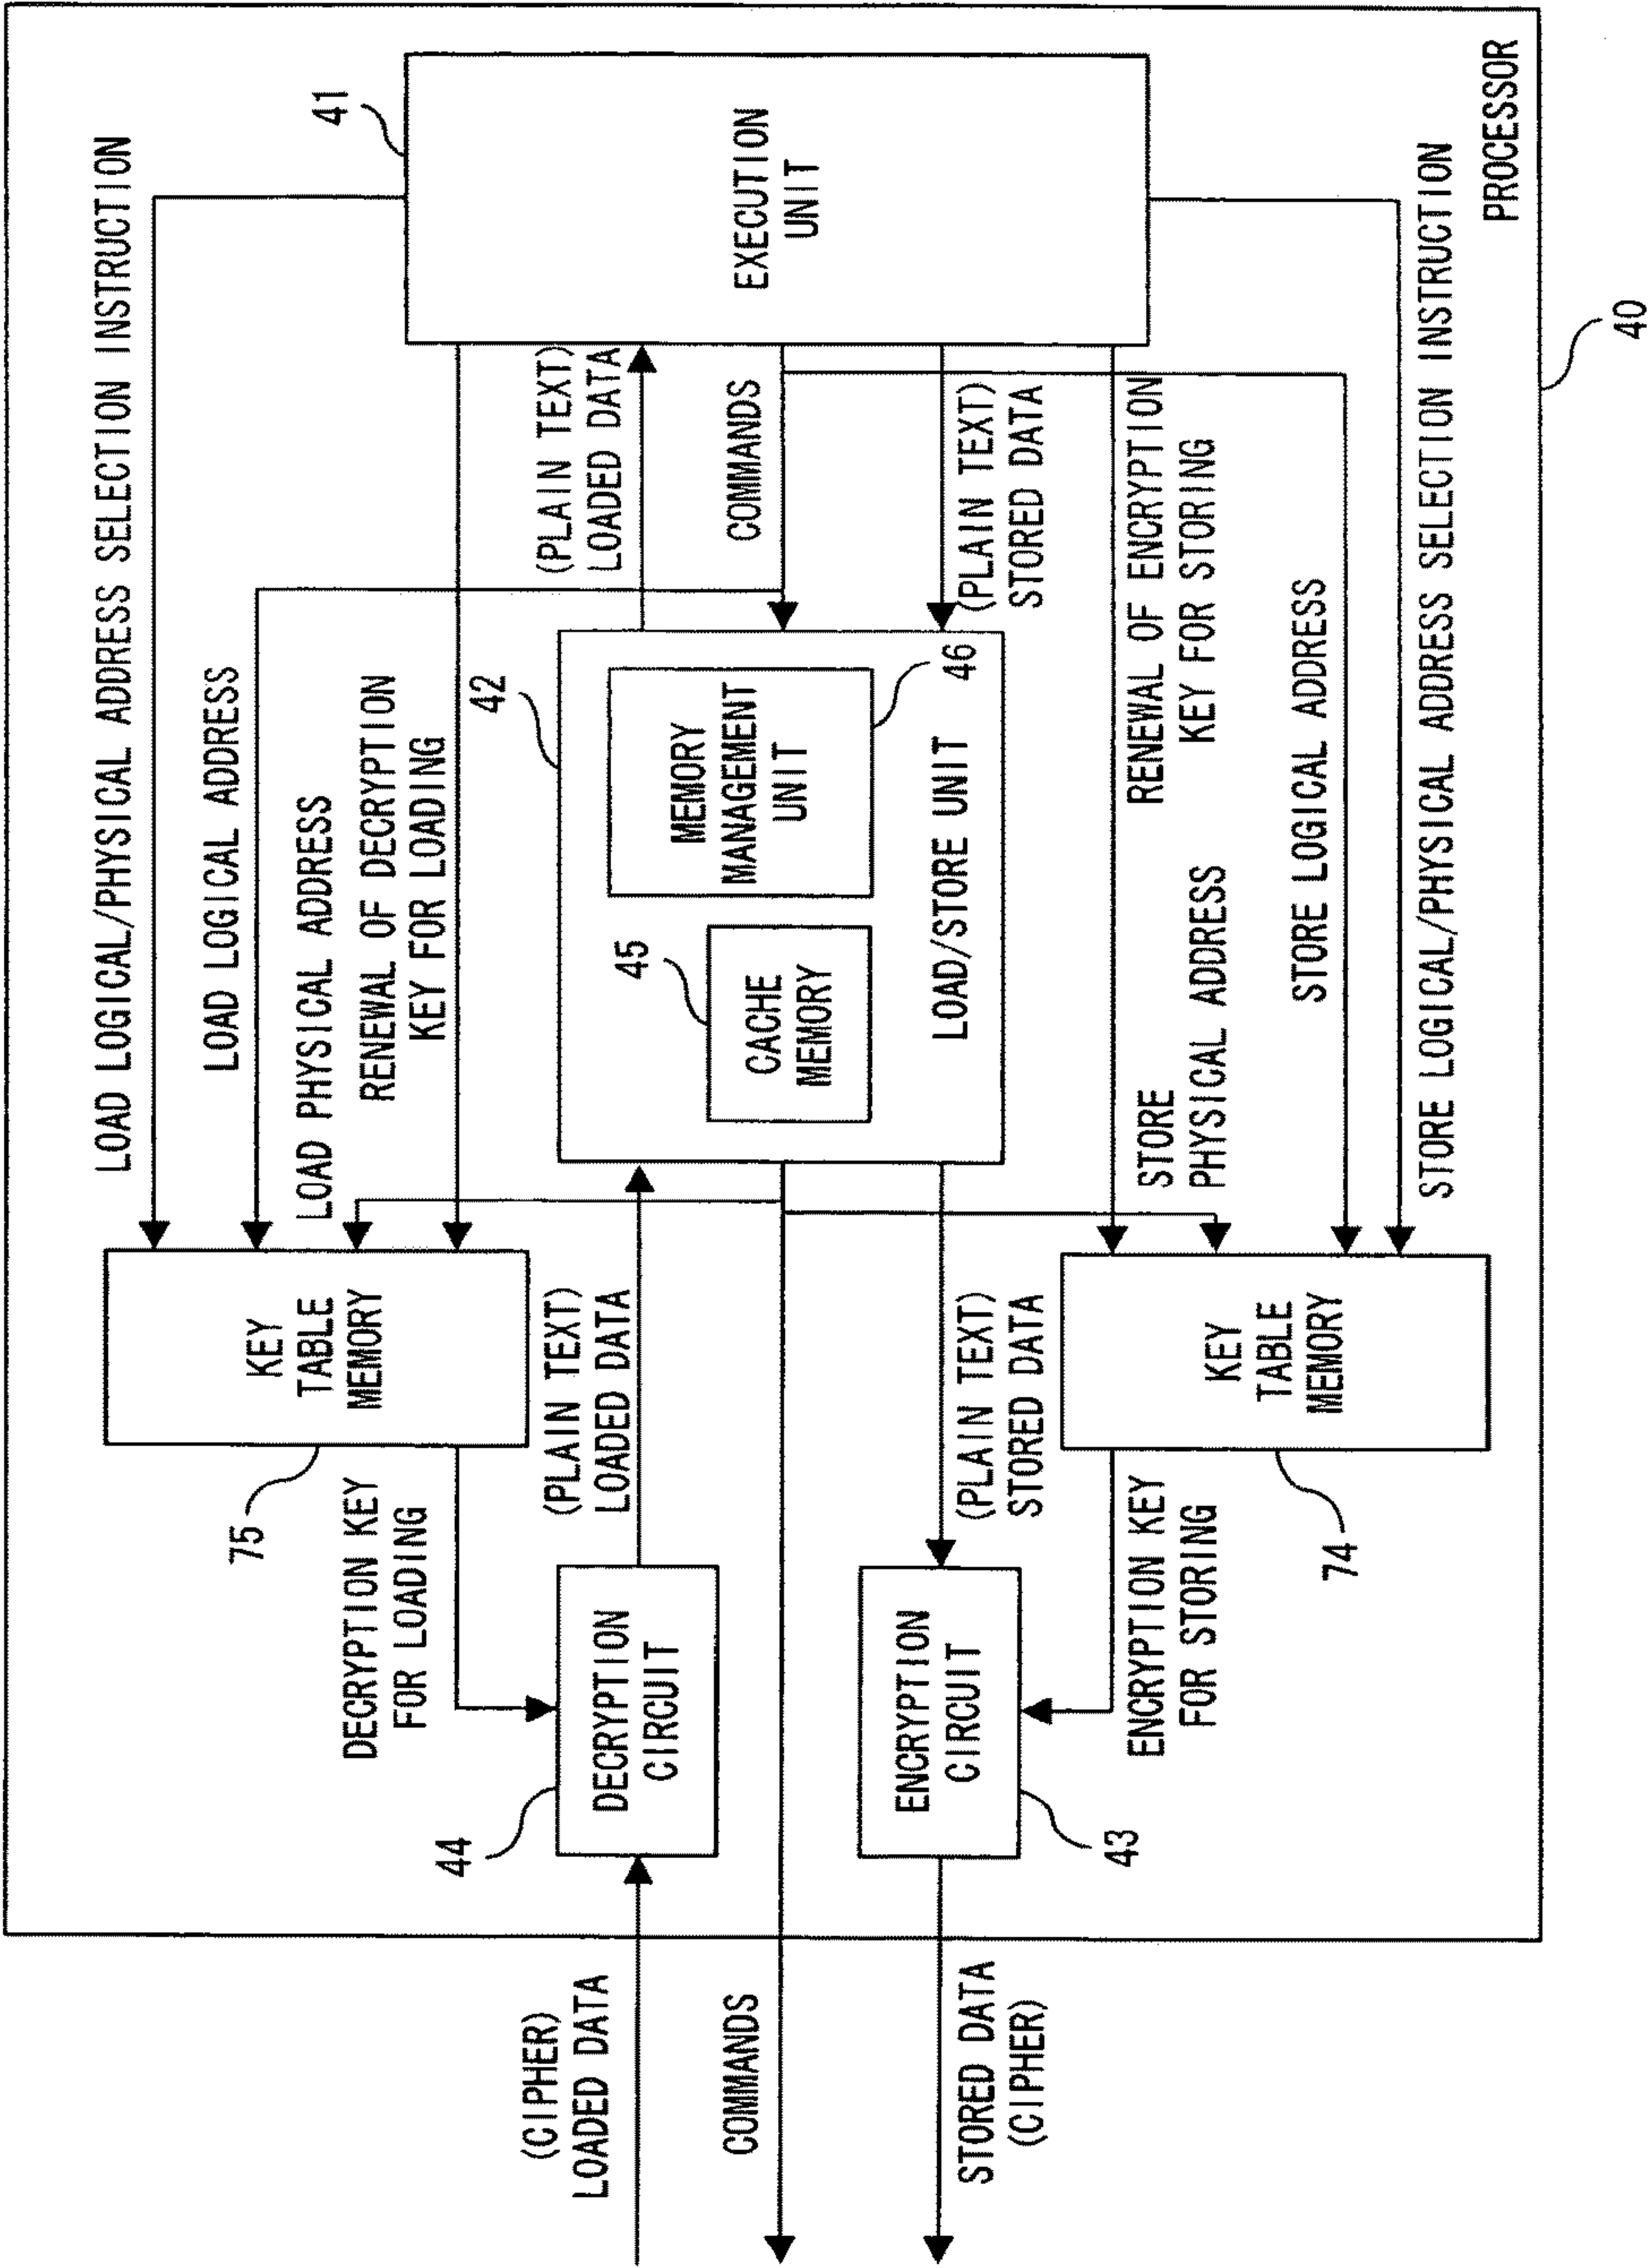 LOAD LOGICAL/PHYSICAL ADDRESS SELECTION INSTRUCTION
LOAD LOGICAL ADDRESS
LOAD PHYSICAL ADDRESS
RENEWAL OF DECRYPTION
KEY FOR LOADING
75
KEY
TABLE
MEMORY
DECRYPTION KEY
FOR LOADING
41
EXECUTION
UNIT
(CIPHER)
LOADED DATA
44
DECRYPTION
CIRCUIT
(PLAIN TEXT)
LOADED DATA
42
(PLAIN TEXT)
LOADED DATA
COMMANDS
45
CACHE
MEMORY
MEMORY
MANAGEMENT
UNIT
46
LOAD/STORE UNIT
COMMANDS
STORED DATA
(CIPHER)
ENCRYPTION
CIRCUIT
43
(PLAIN TEXT)
STORED DATA
(PLAIN TEXT)
STORED DATA
ENCRYPTION KEY
FOR STORING
RENEWAL OF ENCRYPTION
KEY FOR STORING
STORE
PHYSICAL ADDRESS
KEY
TABLE
MEMORY
74
STORE LOGICAL ADDRESS
STORE LOGICAL/PHYSICAL ADDRESS SELECTION INSTRUCTION
PROCESSOR
40